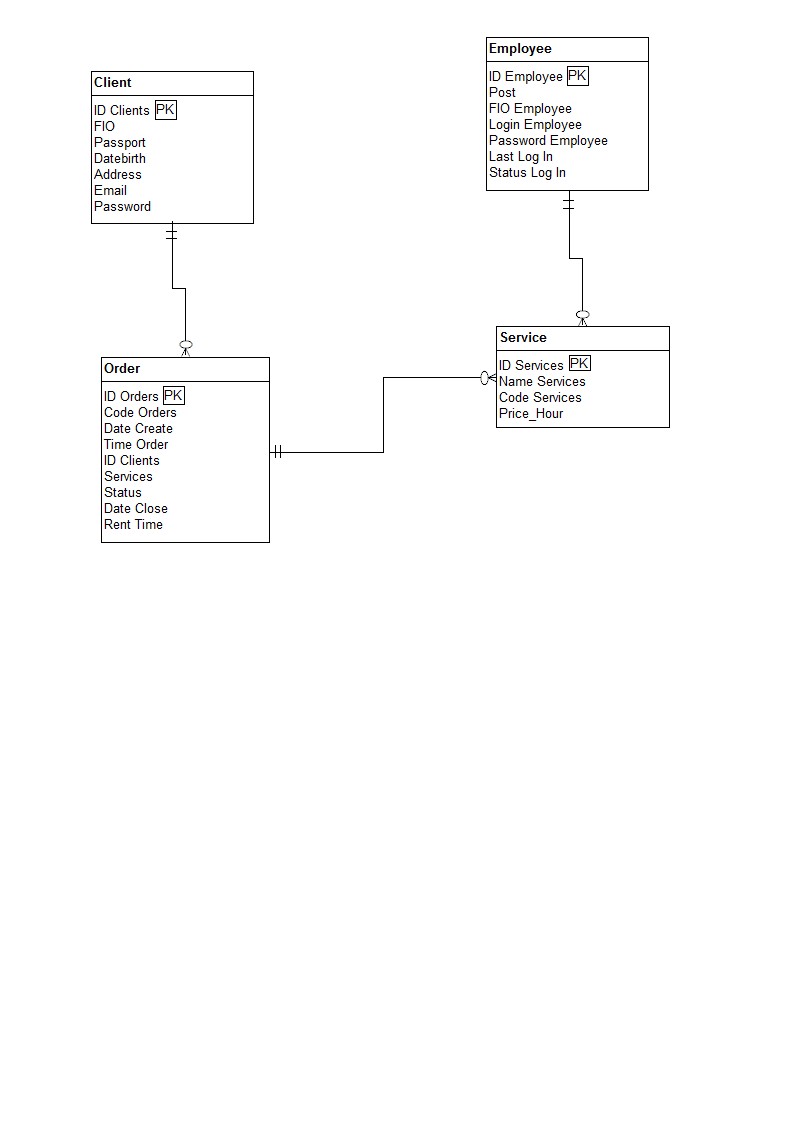 Client
ID Clients PK
FIO
Passport
Datebirth
Address
Email
Password
Employee
ID Employee PK
Post
FIO Employee
Login Employee
Password Employee
Last Log In
Status Log In
Order
ID Orders PK
Code Orders
Date Create
Time Order
ID Clients
Services
Status
Date Close
Rent Time
Service
ID Services PK
Name Services
Code Services
Price_Hour